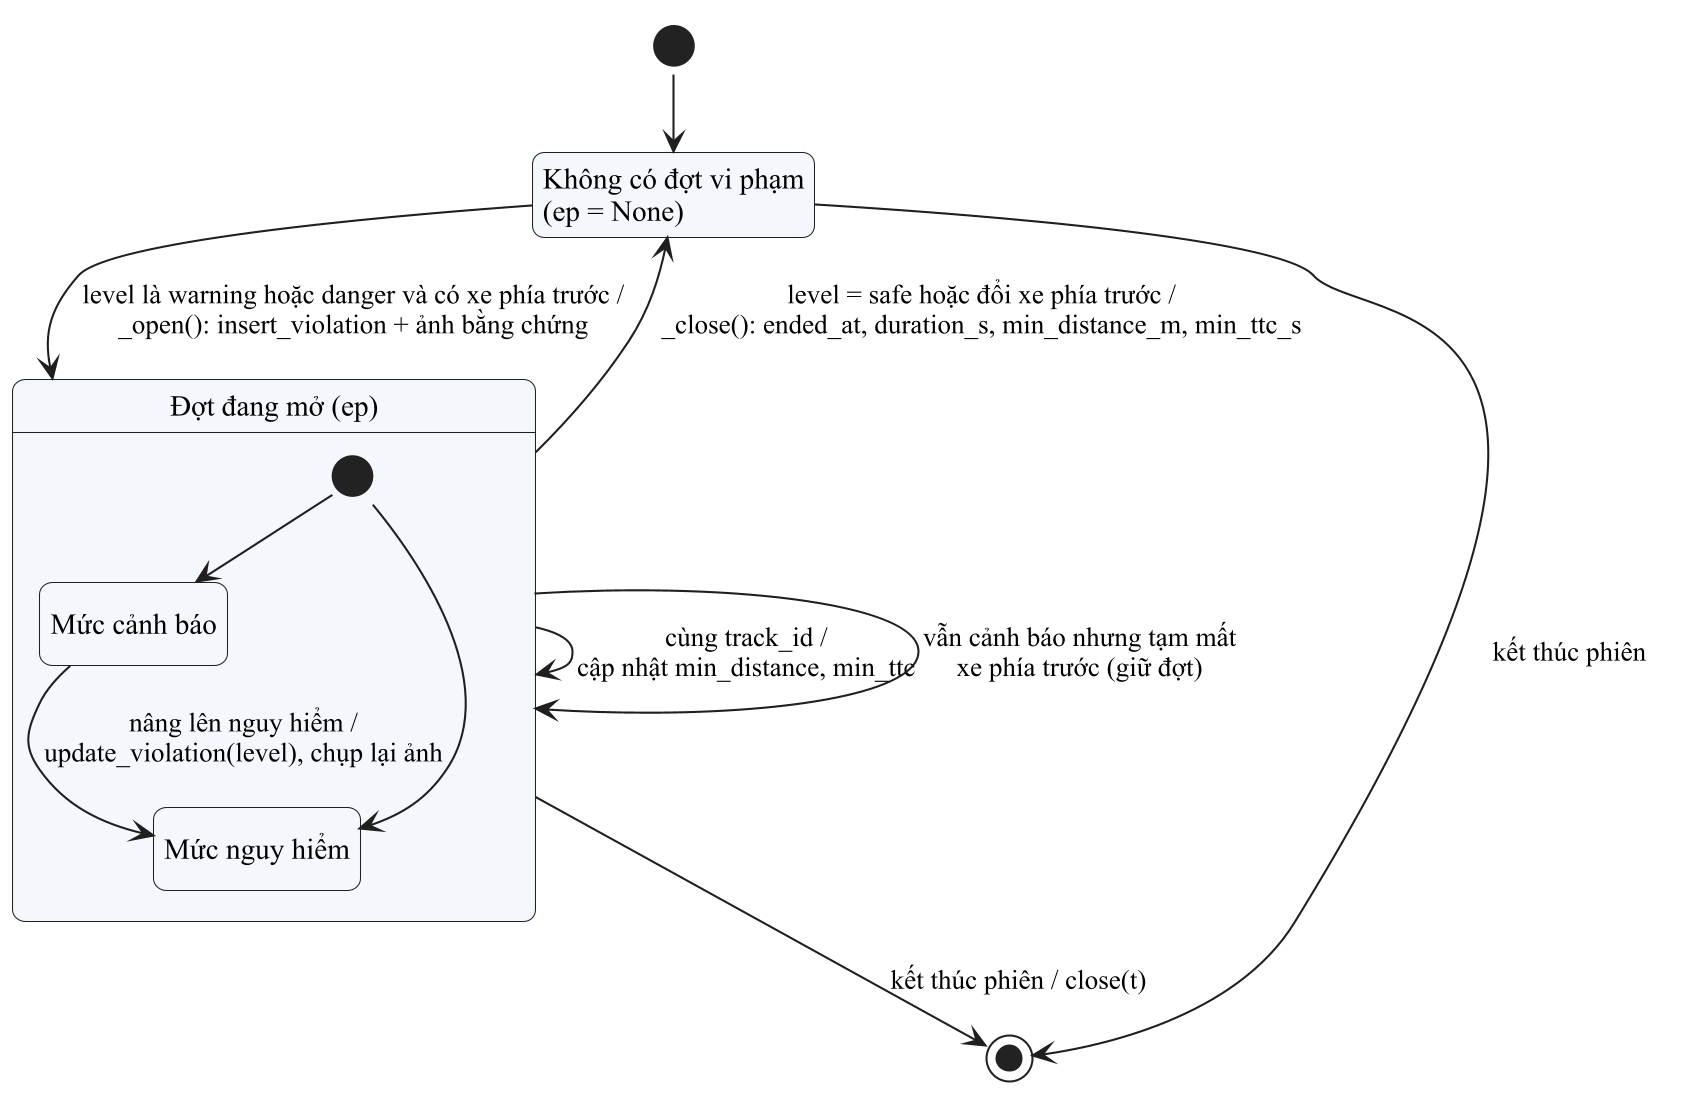 Không có đợt vi phạm
(ep = None)
level là warning hoặc danger và có xe phía trước /
_open(): insert_violation + ảnh bằng chứng
level = safe hoặc đổi xe phía trước /
_close(): ended_at, duration_s, min_distance_m, min_ttc_s
Đợt đang mở (ep)
Mức cảnh báo
cùng track_id /
cập nhật min_distance, min_ttc
vẫn cảnh báo nhưng tạm mất
xe phía trước (giữ đợt)
kết thúc phiên
nâng lên nguy hiểm /
update_violation(level), chụp lại ảnh
Mức nguy hiểm
kết thúc phiên / close(t)